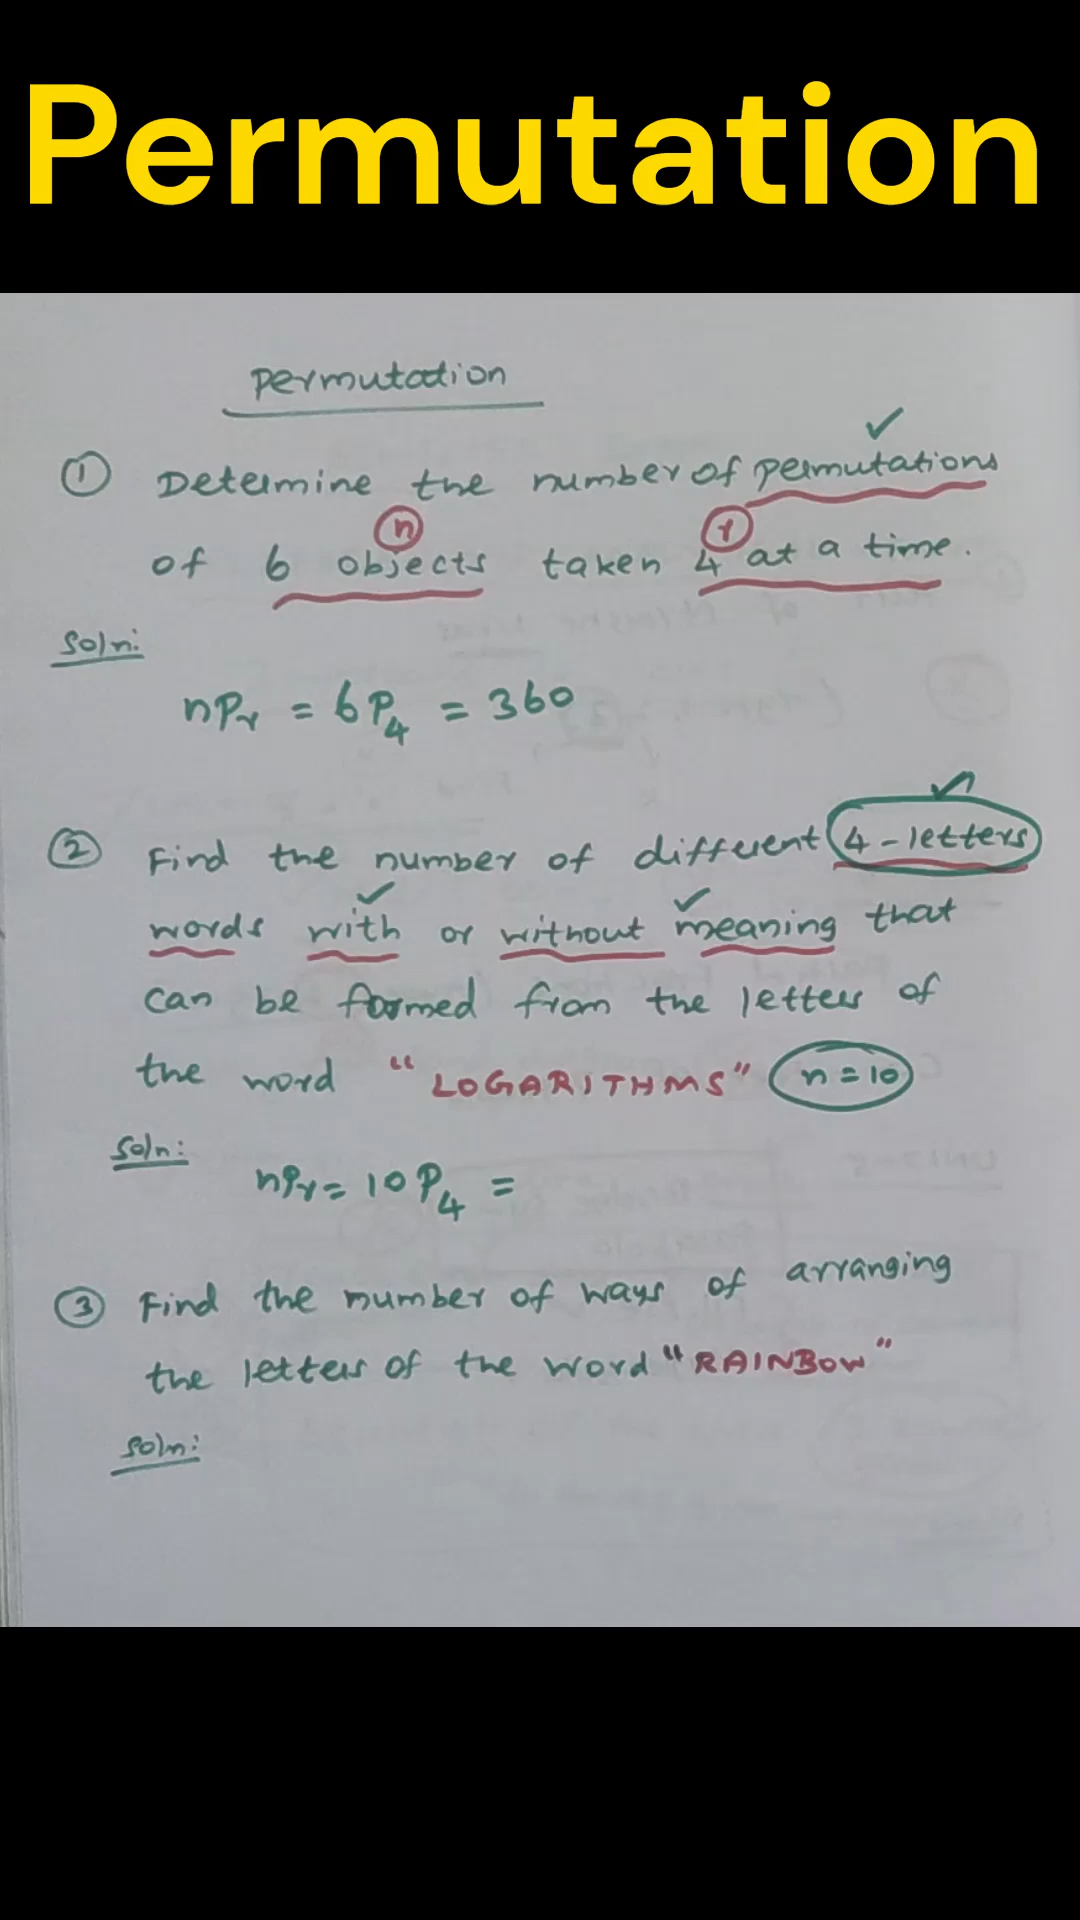 Permutation
permutation
① Determine the number of permutations
n r
of 6 objects taken 4 at a time.
Soln:
nPr = 6P4 = 360
② Find the number of different 4-letters
words with or without meaning that
can be formed from the letters of
the word "LOGARITHMS" n=10
Soln:
nPr = 10P4 =
③ Find the number of ways of arranging
the letters of the word "RAINBOW"
Soln: